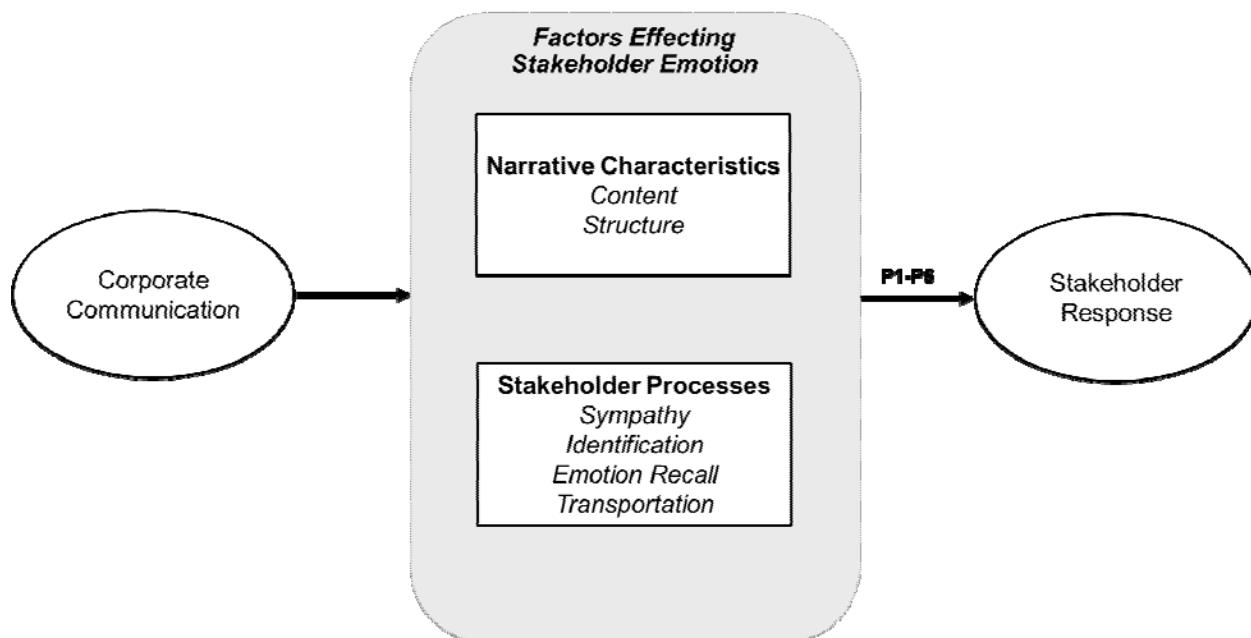 Factors Effecting
Stakeholder Emotion
Narrative Characteristics
Content
Structure
Corporate
Communication
P1-P6
Stakeholder
Response
Stakeholder Processes
Sympathy
Identification
Emotion Recall
Transportation